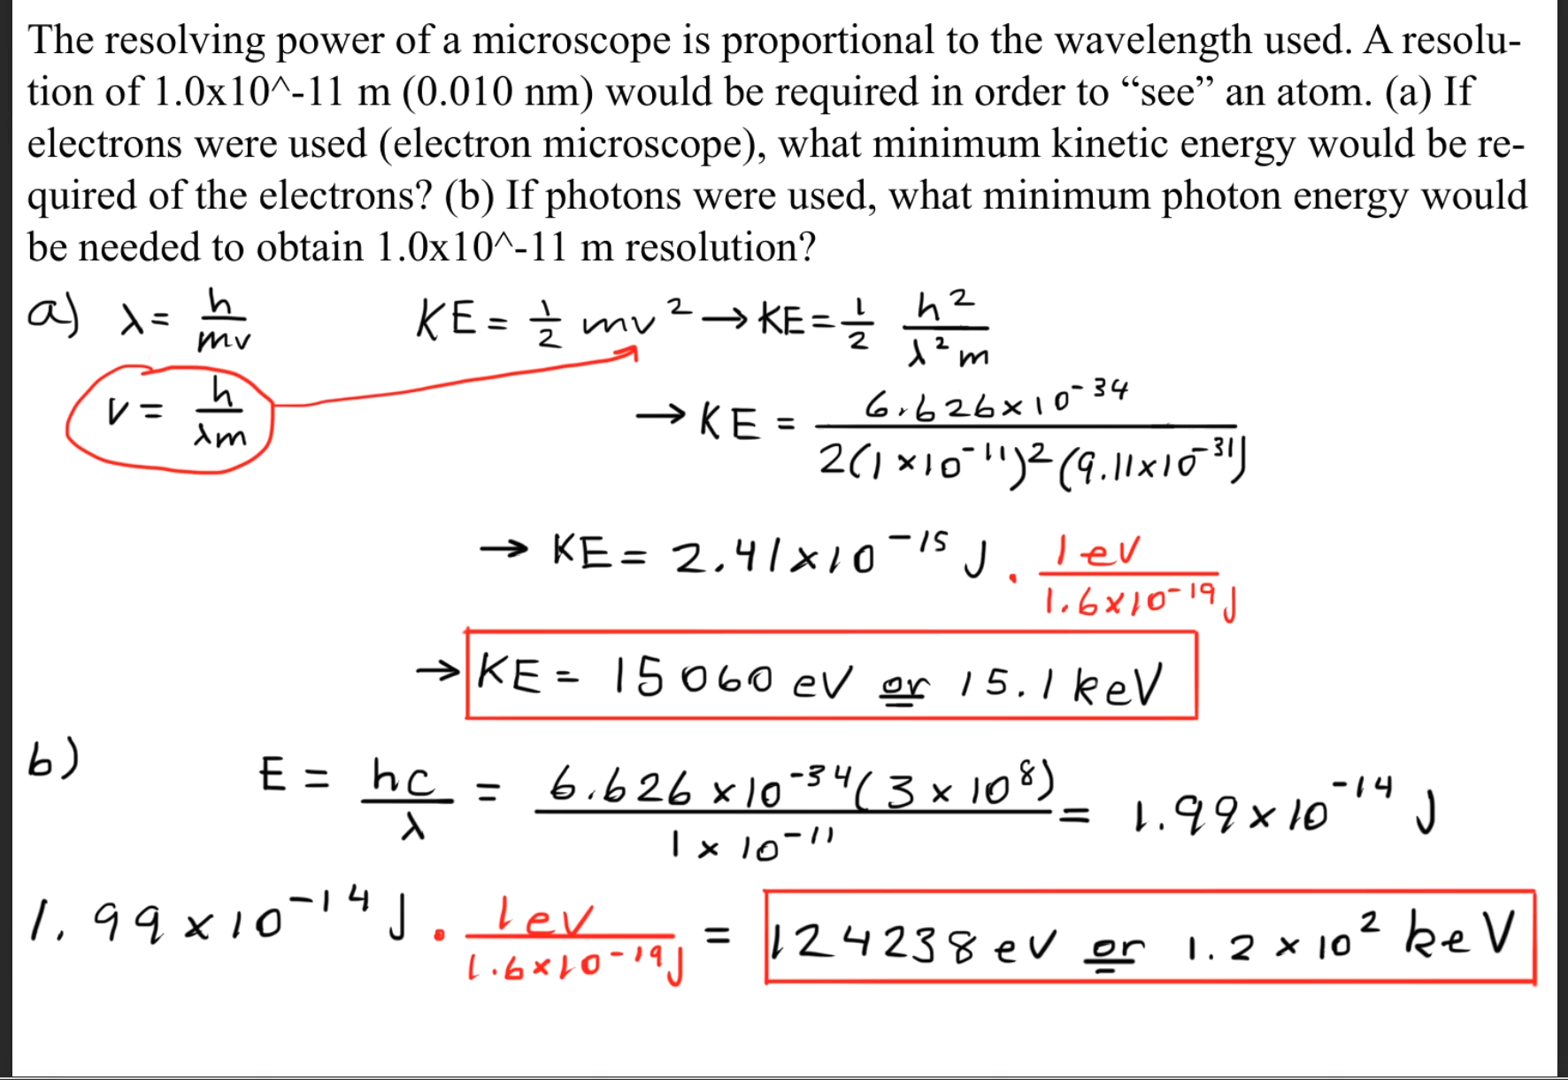 The resolving power of a microscope is proportional to the wavelength used. A resolu-
tion of 1.0x10^-11 m (0.010 nm) would be required in order to “see” an atom. (a) If
electrons were used (electron microscope), what minimum kinetic energy would be re-
quired of the electrons? (b) If photons were used, what minimum photon energy would
be needed to obtain 1.0x10^-11 m resolution?
a) λ = h/mv   KE = 1/2 mv² → KE = 1/2 h²/λ²m
v = h/λm
→ KE = 6.626×10⁻³⁴/2(1×10⁻¹¹)²(9.11×10⁻³¹)
→ KE = 2.41×10⁻¹⁵ J · 1eV/1.6×10⁻¹⁹J
→ KE = 15060 eV or 15.1 keV
b) E = hc/λ = 6.626×10⁻³⁴(3×10⁸)/1×10⁻¹¹ = 1.99×10⁻¹⁴ J
1.99×10⁻¹⁴ J · 1eV/1.6×10⁻¹⁹J = 124238 eV or 1.2×10² keV